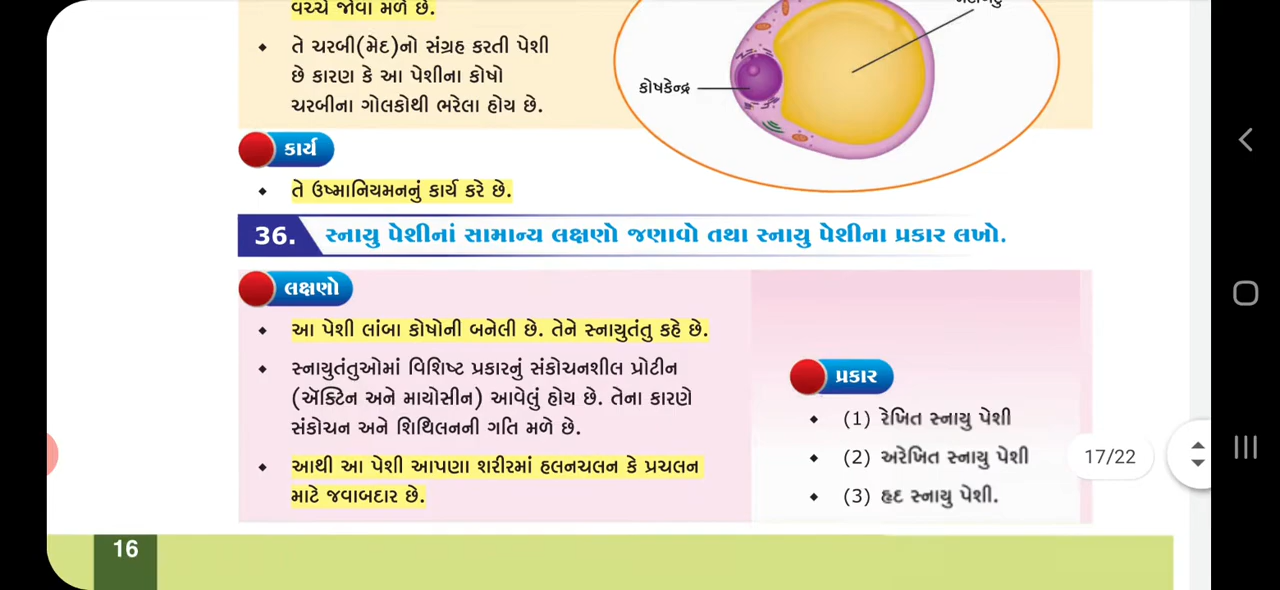 વચ્ચે જોવા મળે છે.
તે ચરબી(મેદ)નો સંગ્રહ કરતી પેશી
છે કારણ કે આ પેશીના કોષો
ચરબીના ગોલકોથી ભરેલા હોય છે.
કોષકેન્દ્ર
કાર્ય
તે ઉષ્માનિયમનનું કાર્ય કરે છે.
36. સ્નાયુ પેશીનાં સામાન્ય લક્ષણો જણાવો તથા સ્નાયુ પેશીના પ્રકાર લખો.
લક્ષણો
આ પેશી લાંબા કોષોની બનેલી છે. તેને સ્નાયુતંતુ કહે છે.
સ્નાયુતંતુઓમાં વિશિષ્ટ પ્રકારનું સંકોચનશીલ પ્રોટીન
(ઍક્ટિન અને માયોસીન) આવેલું હોય છે. તેના કારણે
સંકોચન અને શિથિલનની ગતિ મળે છે.
આથી આ પેશી આપણા શરીરમાં હલનચલન કે પ્રચલન
માટે જવાબદાર છે.
પ્રકાર
(1) રેખિત સ્નાયુ પેશી
(2) અરેખિત સ્નાયુ પેશી
(3) હૃદ સ્નાયુ પેશી.
17/22
16